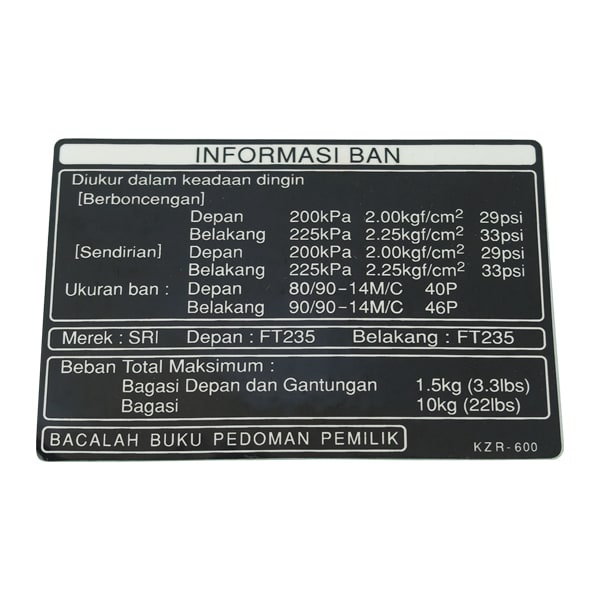 INFORMASI BAN
Diukur dalam keadaan dingin
[Berboncengan]
Depan 200kPa 2.00kgf/cm² 29psi
Belakang 225kPa 2.25kgf/cm² 33psi
[Sendirian] Depan 200kPa 2.00kgf/cm² 29psi
Belakang 225kPa 2.25kgf/cm² 33psi
Ukuran ban : Depan 80/90-14M/C 40P
Belakang 90/90-14M/C 46P
Merek : SRI Depan : FT235 Belakang : FT235
Beban Total Maksimum :
Bagasi Depan dan Gantungan 1.5kg (3.3lbs)
Bagasi 10kg (22lbs)
BACALAH BUKU PEDOMAN PEMILIK KZR-600